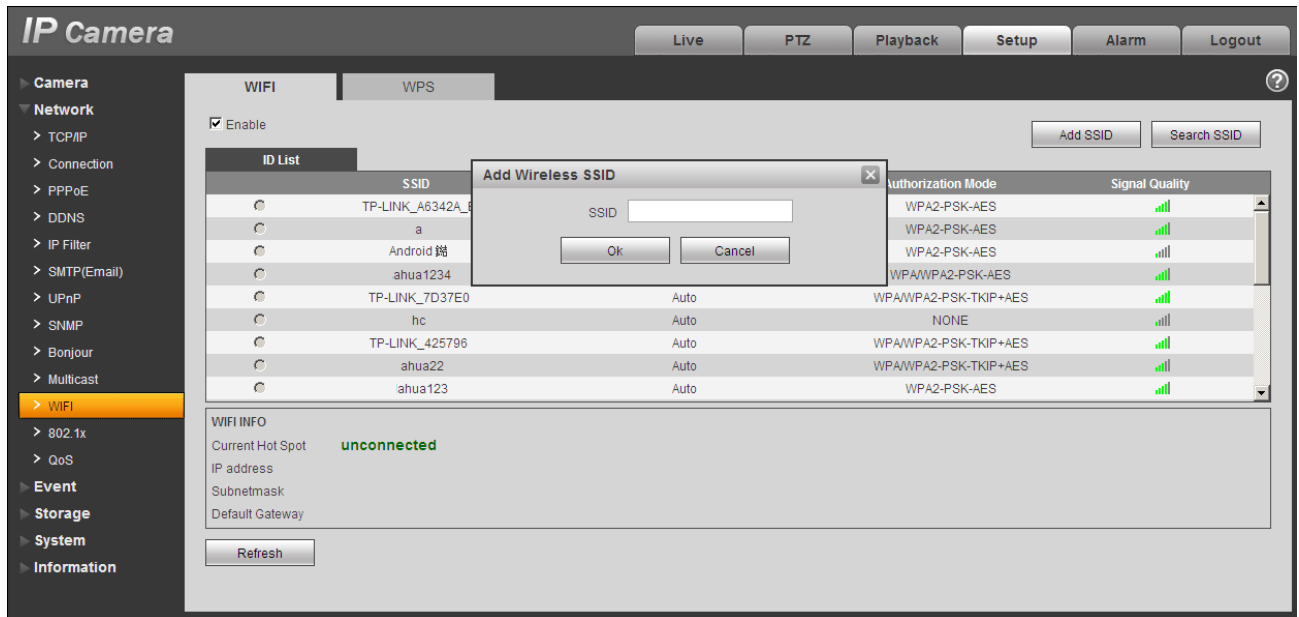 IP Camera
Live PTZ Playback Setup Alarm Logout
Camera
Network
TCP/IP
Connection
PPPoE
DDNS
IP Filter
SMTP(Email)
UPnP
SNMP
Bonjour
Multicast
WIFI
802.1x
QoS
Event
Storage
System
Information
WIFI WPS
?
Enable
Add SSID Search SSID
ID List
SSID Authorization Mode Signal Quality
TP-LINK_A6342A_ WPA2-PSK-AES
a WPA2-PSK-AES
Android WPA2-PSK-AES
ahua1234 WPA/WPA2-PSK-AES
TP-LINK_7D37E0 Auto WPA/WPA2-PSK-TKIP+AES
hc Auto NONE
TP-LINK_425796 Auto WPA/WPA2-PSK-TKIP+AES
ahua22 Auto WPA/WPA2-PSK-TKIP+AES
ahua123 Auto WPA2-PSK-AES
Add Wireless SSID
SSID
Ok Cancel
WIFI INFO
Current Hot Spot unconnected
IP address
Subnetmask
Default Gateway
Refresh